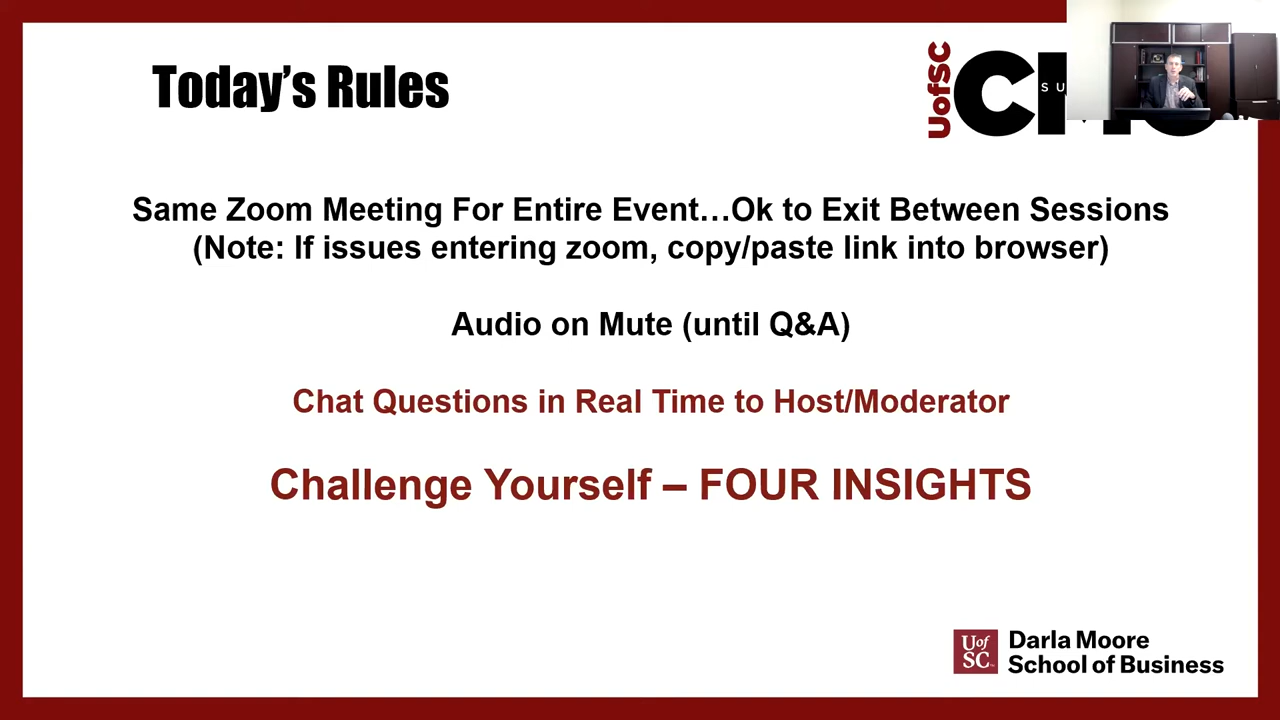 Today's Rules
UofSC
Same Zoom Meeting For Entire Event…Ok to Exit Between Sessions
(Note: If issues entering zoom, copy/paste link into browser)
Audio on Mute (until Q&A)
Chat Questions in Real Time to Host/Moderator
Challenge Yourself – FOUR INSIGHTS
UofSC
Darla Moore
School of Business